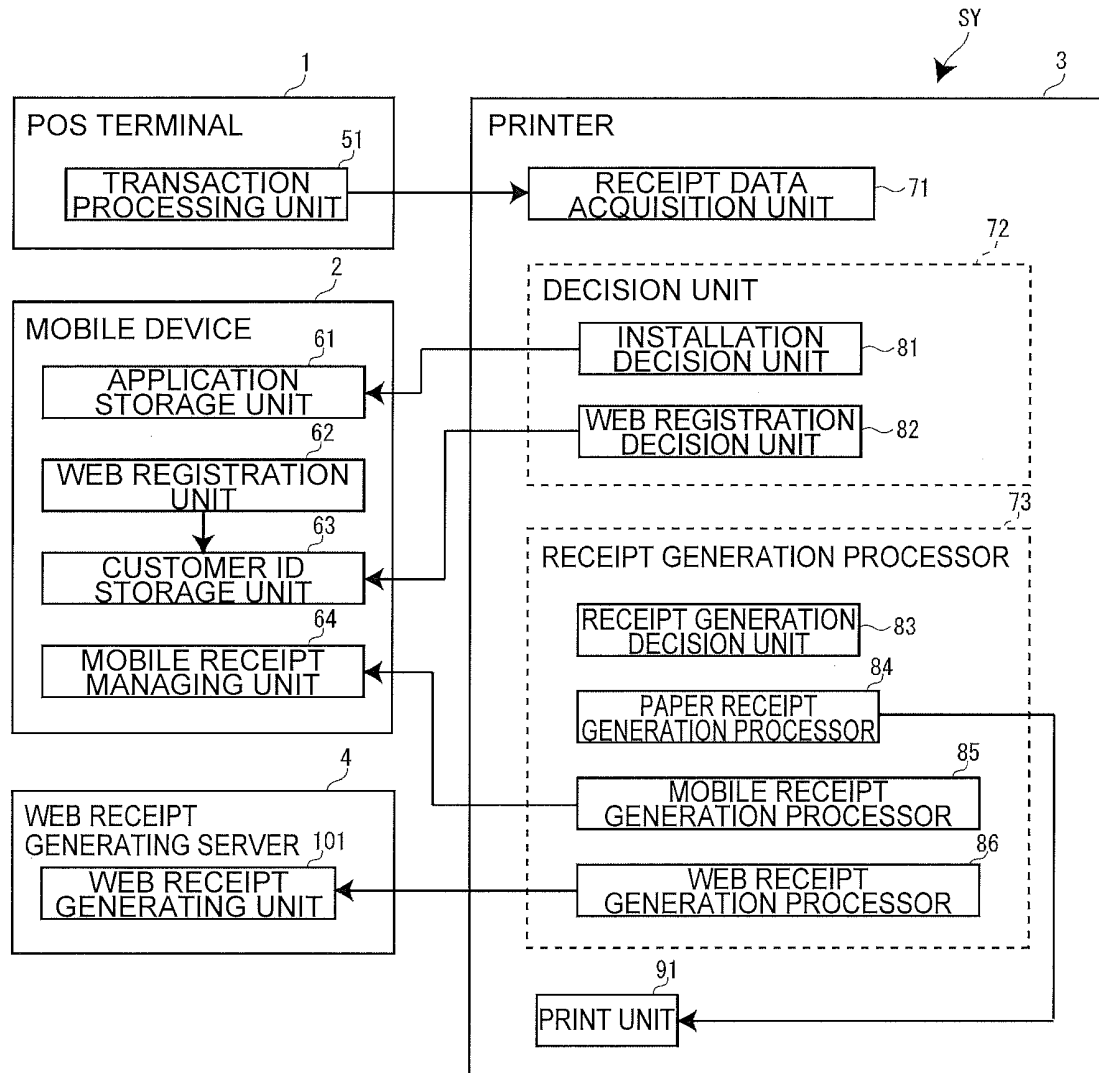 SY
1
POS TERMINAL
51
TRANSACTION
PROCESSING UNIT
2
MOBILE DEVICE
61
APPLICATION
STORAGE UNIT
62
WEB REGISTRATION
UNIT
63
CUSTOMER ID
STORAGE UNIT
64
MOBILE RECEIPT
MANAGING UNIT
4
WEB RECEIPT
GENERATING SERVER
101
WEB RECEIPT
GENERATING UNIT
3
PRINTER
RECEIPT DATA
ACQUISITION UNIT
71
72
DECISION UNIT
INSTALLATION
DECISION UNIT
81
WEB REGISTRATION
DECISION UNIT
82
73
RECEIPT GENERATION PROCESSOR
RECEIPT GENERATION
DECISION UNIT
83
84
PAPER RECEIPT
GENERATION PROCESSOR
85
MOBILE RECEIPT
GENERATION PROCESSOR
86
WEB RECEIPT
GENERATION PROCESSOR
91
PRINT UNIT